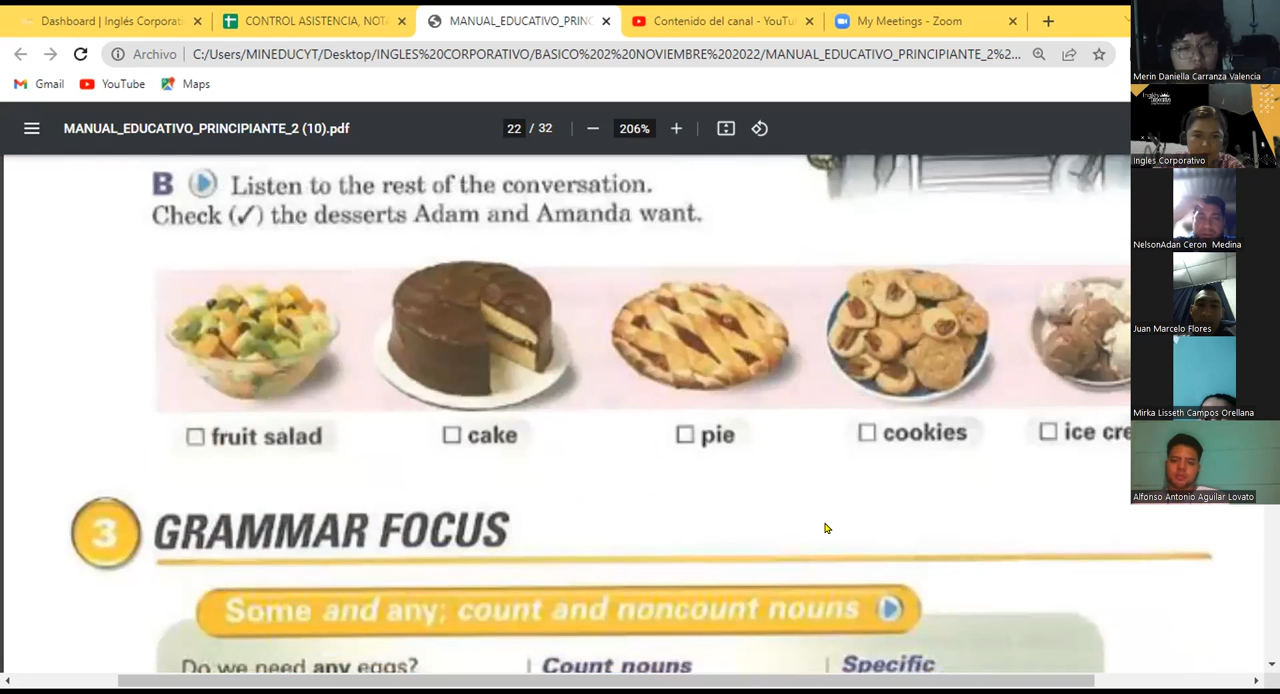 Dashboard | Inglés Corporati
CONTROL ASISTENCIA, NOT
MANUAL_EDUCATIVO_PRINC
Contenido del canal - YouTu
My Meetings - Zoom
Archivo
C:/Users/MINEDUCYT/Desktop/INGLES%20CORPORATIVO/BASICO%202%20NOVIEMBRE%202022/MANUAL_EDUCATIVO_PRINCIPIANTE_2%2...
Gmail
YouTube
Maps
MANUAL_EDUCATIVO_PRINCIPIANTE_2 (10).pdf
22 / 32
206%
B Listen to the rest of the conversation.
Check (✓) the desserts Adam and Amanda want.
fruit salad
cake
pie
cookies
ice cre
3 GRAMMAR FOCUS
Some and any; count and noncount nouns
Do we need any eggs?
Count nouns
Specific
Merin Daniella Carranza Valencia
Ingles Corporativo
NelsonAdan Ceron Medina
Juan Marcelo Flores
Mirka Lisseth Campos Orellana
Alfonso Antonio Aguilar Lovato